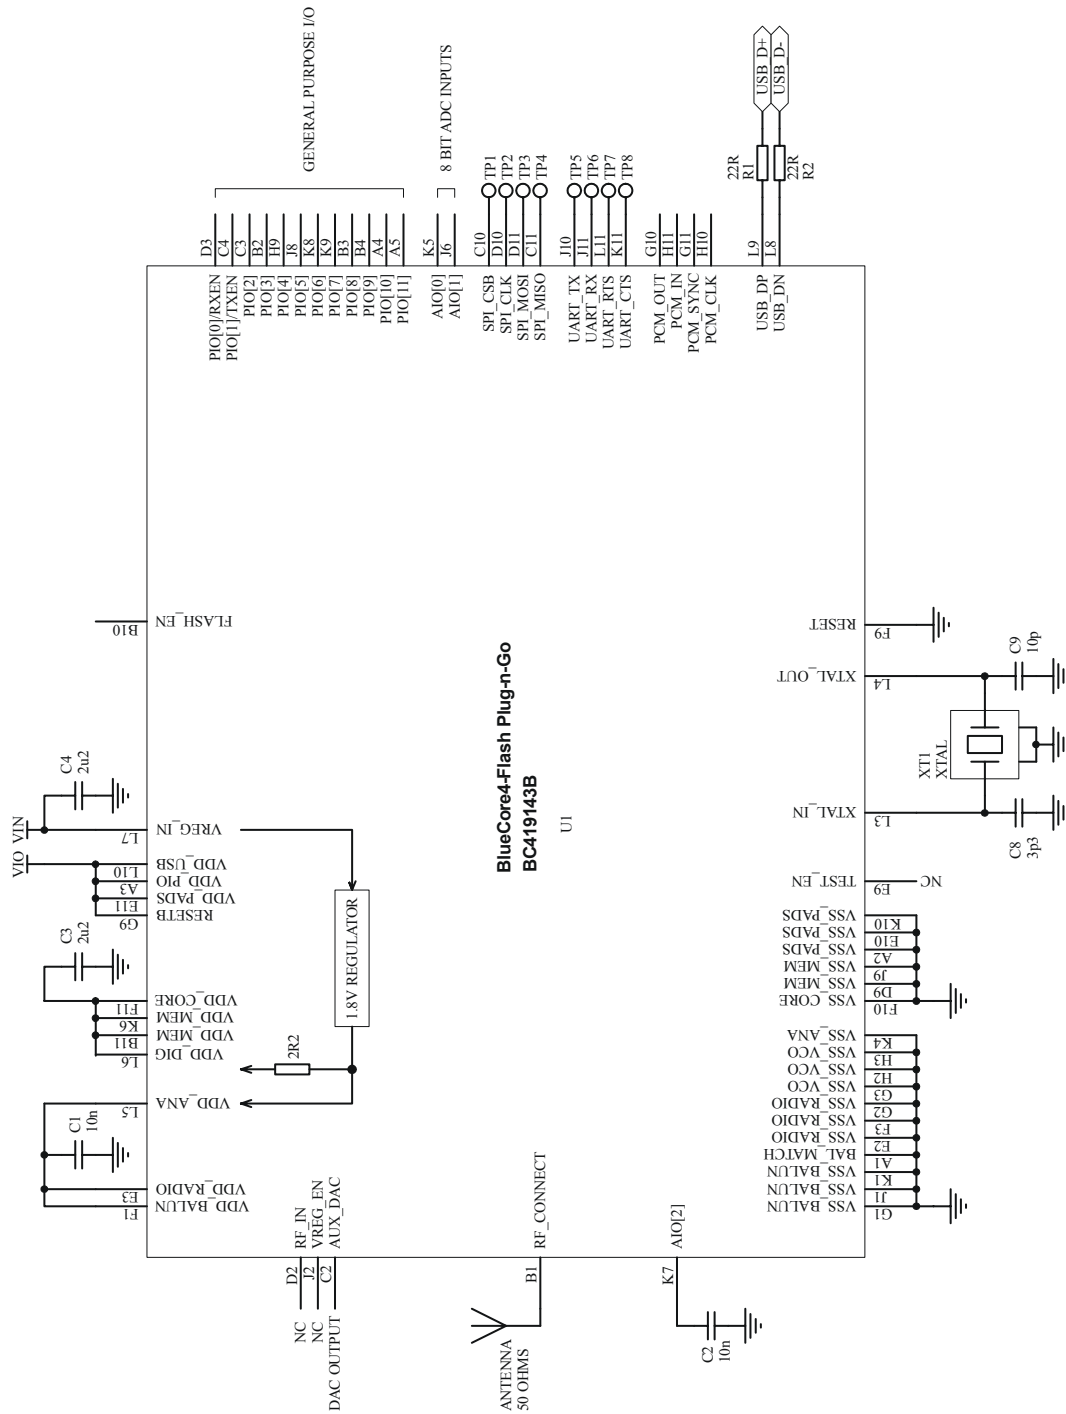 GENERAL PURPOSE I/O
8 BIT ADC INPUTS
D3 PIO[0]/RXEN
C4 PIO[1]/TXEN
C3 PIO[2]
B2 PIO[3]
H9 PIO[4]
J8 PIO[5]
K8 PIO[6]
K9 PIO[7]
B3 PIO[8]
B4 PIO[9]
A4 PIO[10]
A5 PIO[11]
K5 AIO[0]
J6 AIO[1]
TP1 C10 SPI_CSB
TP2 D10 SPI_CLK
TP3 D11 SPI_MOSI
TP4 C11 SPI_MISO
TP5 J10 UART_TX
TP6 J11 UART_RX
TP7 L11 UART_RTS
TP8 K11 UART_CTS
G10 PCM_OUT
H11 PCM_IN
G11 PCM_SYNC
H10 PCM_CLK
USB_D+
22R
R1
L9 USB_DP
USB_D-
22R
R2
L8 USB_DN
B10 FLASH_EN
VIN
C4
2u2
L7 VREG_IN
VIO
L10 VDD_USB
A3 VDD_PIO
E11 VDD_PADS
G9 RESETB
C3
2u2
F11 VDD_CORE
K6 VDD_MEM
B11 VDD_MEM
L6 VDD_DIG
L5 VDD_ANA
C1
10n
E3 VDD_RADIO
F1 VDD_BALUN
1.8V REGULATOR
2R2
BlueCore4-Flash Plug-n-Go
BC419143B
U1
F9 RESET
L4 XTAL_OUT
C9
10p
XT1
XTAL
L3 XTAL_IN
C8
3p3
E9 TEST_EN
NC
K10 VSS_PADS
E10 VSS_PADS
A2 VSS_PADS
J9 VSS_MEM
D9 VSS_MEM
F10 VSS_CORE
K4 VSS_ANA
H3 VSS_VCO
H2 VSS_VCO
G3 VSS_VCO
G2 VSS_RADIO
F3 VSS_RADIO
E2 VSS_RADIO
A1 BAL_MATCH
K1 VSS_BALUN
J1 VSS_BALUN
G1 VSS_BALUN
NC D2 RF_IN
NC J2 VREG_EN
DAC OUTPUT C2 AUX_DAC
ANTENNA
50 OHMS
B1 RF_CONNECT
K7 AIO[2]
C2
10n